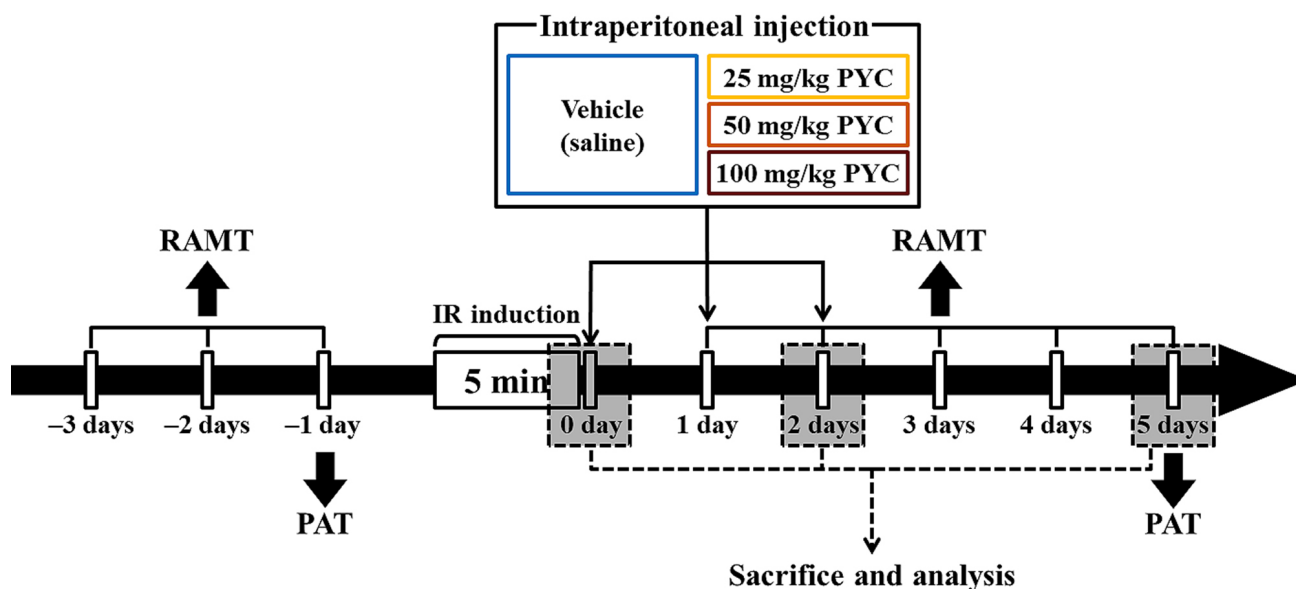 Intraperitoneal injection
Vehicle
(saline)
25 mg/kg PYC
50 mg/kg PYC
100 mg/kg PYC
RAMT
RAMT
IR induction
5 min
–3 days
–2 days
–1 day
0 day
1 day
2 days
3 days
4 days
5 days
PAT
PAT
Sacrifice and analysis